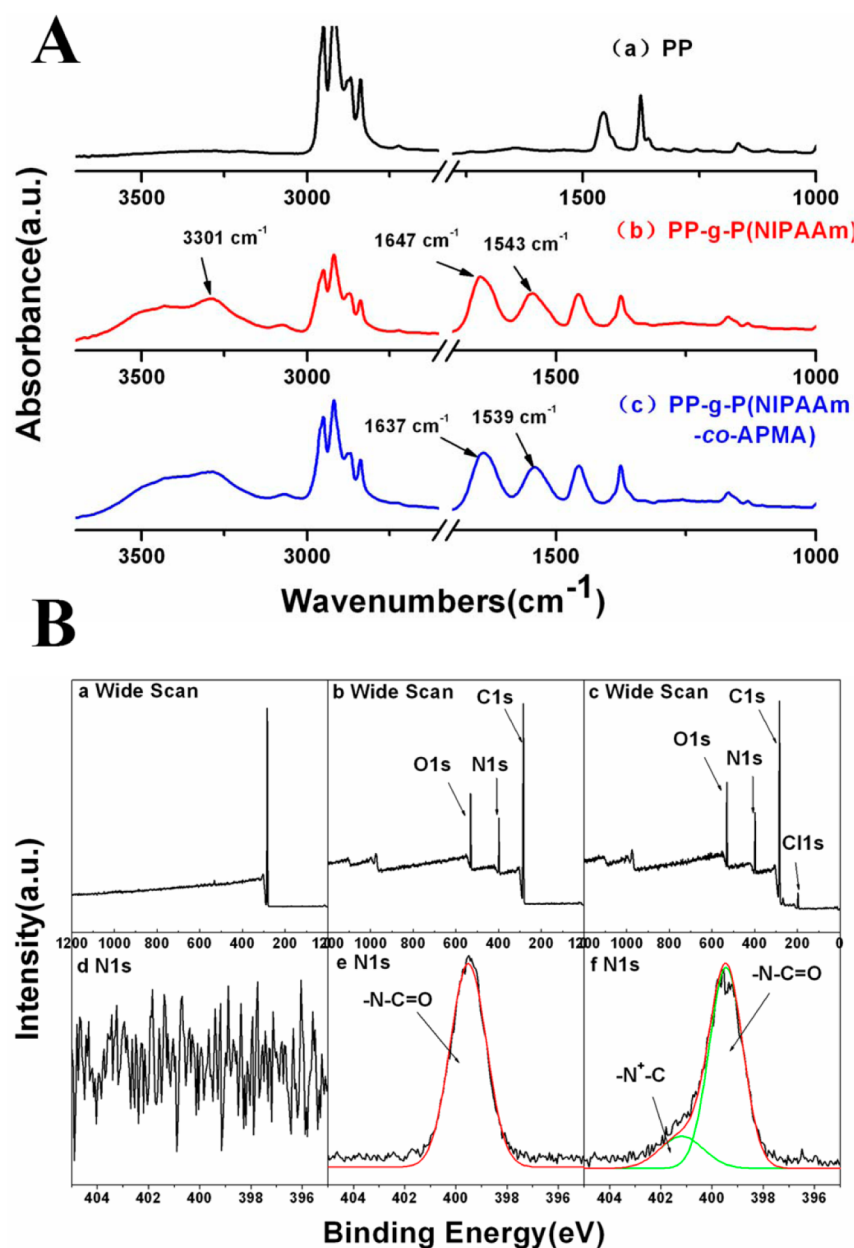 A
(a) PP
3500 3000 1500 1000
3301 cm⁻¹
1647 cm⁻¹
1543 cm⁻¹
(b) PP-g-P(NIPAAm)
3500 3000 1500 1000
1637 cm⁻¹
1539 cm⁻¹
(c) PP-g-P(NIPAAm
-co-APMA)
3500 3000 1500 1000
Absorbance(a.u.)
Wavenumbers(cm⁻¹)
B
a Wide Scan
b Wide Scan
C1s
O1s
N1s
c Wide Scan
C1s
O1s
N1s
Cl1s
1200 1000 800 600 400 200
1200 1000 800 600 400 200
1200 1000 800 600 400 200 0
d N1s
e N1s
-N-C=O
f N1s
-N-C=O
-N⁺-C
404 402 400 398 396
404 402 400 398 396
404 402 400 398 396
Intensity(a.u.)
Binding Energy(eV)